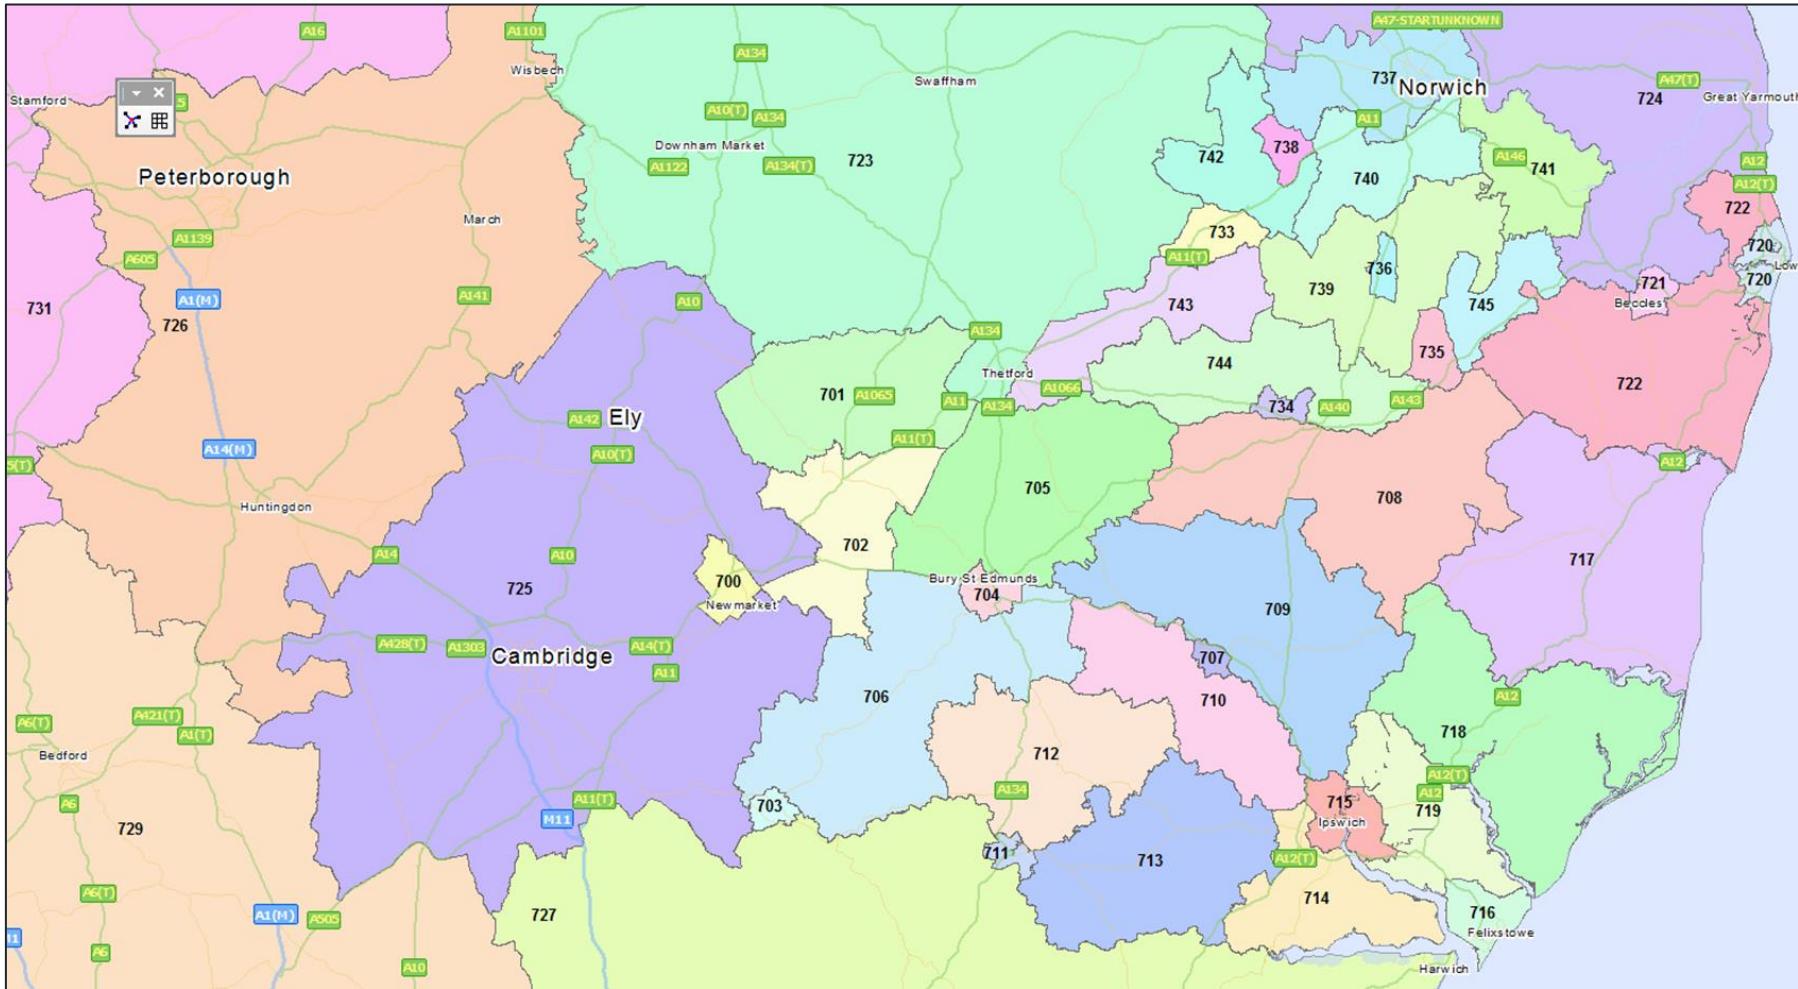 A47-STARTUNKNOWN
A16
A1101
A134
Wisbech
737
Swaffham
A47(T)
Norwich
724
Great Yarmouth
Stamford
5
A10(T)
A134
A11
Downham Market
738
742
A146
A12
723
A1122
A134(T)
741
Peterborough
740
A12(T)
March
722
733
A1139
720
A605
A11(T)
Low
736
720
721
A141
A1(M)
A10
739
745
Beccles
731
743
726
A134
735
744
Thetford
722
701
A1065
A1066
A11
A134
734
A140
A143
A142
Ely
A11(T)
A14(M)
A10(T)
5(T)
A12
705
708
Huntingdon
702
A14
A10
717
Bury St Edmunds
700
725
704
Newmarket
709
A428(T)
A1303
A14(T)
Cambridge
707
A11
706
710
A12
A421(T)
A6(T)
A1(T)
718
Bedford
712
A12(T)
A134
A12
A11(T)
715
A6
703
719
M11
Ipswich
729
711
A12(T)
713
A6(T)
714
A1(M)
A505
727
716
Felixstowe
A6
A10
Harwich